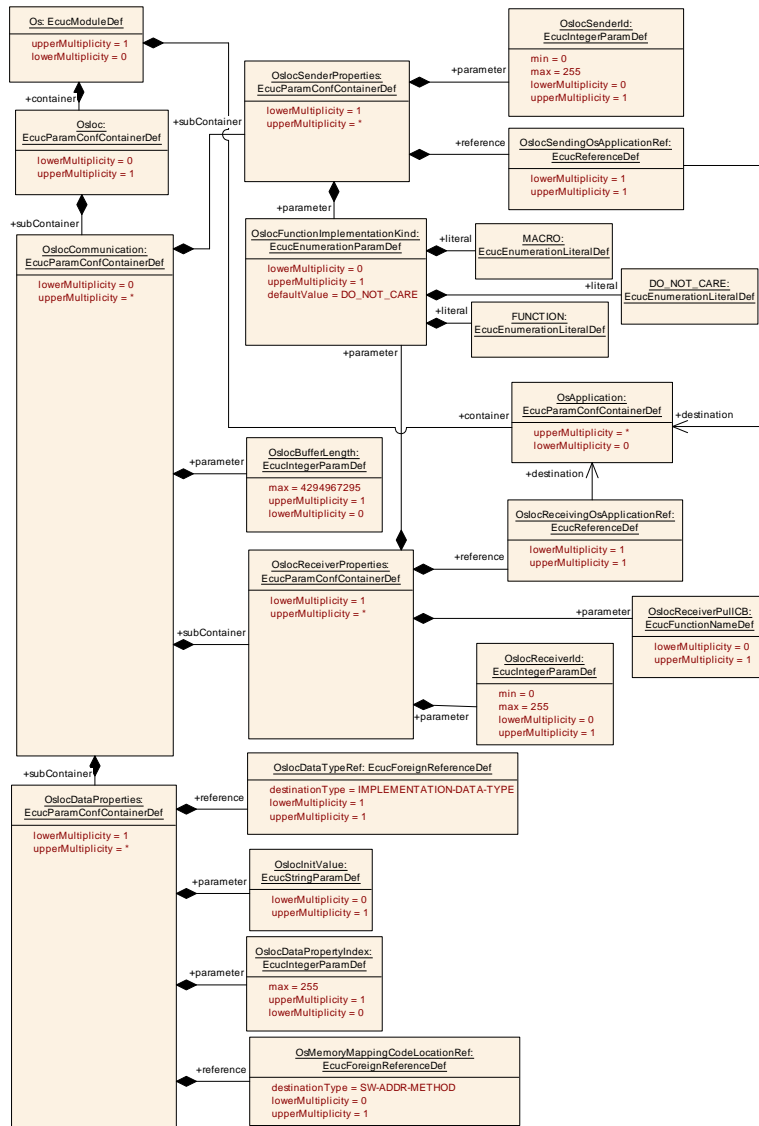 Os: EcucModuleDef
upperMultiplicity = 1
lowerMultiplicity = 0
+container
OsIoc:
EcucParamConfContainerDef
lowerMultiplicity = 0
upperMultiplicity = 1
+subContainer
OsIocCommunication:
EcucParamConfContainerDef
lowerMultiplicity = 0
upperMultiplicity = *
+subContainer
OsIocSenderProperties:
EcucParamConfContainerDef
lowerMultiplicity = 1
upperMultiplicity = *
+parameter
OsIocSenderId:
EcucIntegerParamDef
min = 0
max = 255
lowerMultiplicity = 0
upperMultiplicity = 1
+reference
OsIocSendingOsApplicationRef:
EcucReferenceDef
lowerMultiplicity = 1
upperMultiplicity = 1
+parameter
OsIocFunctionImplementationKind:
EcucEnumerationParamDef
lowerMultiplicity = 0
upperMultiplicity = 1
defaultValue = DO_NOT_CARE
+literal
MACRO:
EcucEnumerationLiteralDef
+literal
DO_NOT_CARE:
EcucEnumerationLiteralDef
+literal
FUNCTION:
EcucEnumerationLiteralDef
+parameter
+container
OsApplication:
EcucParamConfContainerDef
upperMultiplicity = *
lowerMultiplicity = 0
+destination
+destination
+parameter
OsIocBufferLength:
EcucIntegerParamDef
max = 4294967295
upperMultiplicity = 1
lowerMultiplicity = 0
OsIocReceivingOsApplicationRef:
EcucReferenceDef
lowerMultiplicity = 1
upperMultiplicity = 1
+reference
OsIocReceiverProperties:
EcucParamConfContainerDef
lowerMultiplicity = 1
upperMultiplicity = *
+subContainer
+parameter
OsIocReceiverPullCB:
EcucFunctionNameDef
lowerMultiplicity = 0
upperMultiplicity = 1
+parameter
OsIocReceiverId:
EcucIntegerParamDef
min = 0
max = 255
lowerMultiplicity = 0
upperMultiplicity = 1
+subContainer
OsIocDataProperties:
EcucParamConfContainerDef
lowerMultiplicity = 1
upperMultiplicity = *
+reference
OsIocDataTypeRef: EcucForeignReferenceDef
destinationType = IMPLEMENTATION-DATA-TYPE
lowerMultiplicity = 1
upperMultiplicity = 1
+parameter
OsIocInitValue:
EcucStringParamDef
lowerMultiplicity = 0
upperMultiplicity = 1
+parameter
OsIocDataPropertyIndex:
EcucIntegerParamDef
max = 255
upperMultiplicity = 1
lowerMultiplicity = 0
+reference
OsMemoryMappingCodeLocationRef:
EcucForeignReferenceDef
destinationType = SW-ADDR-METHOD
lowerMultiplicity = 0
upperMultiplicity = 1